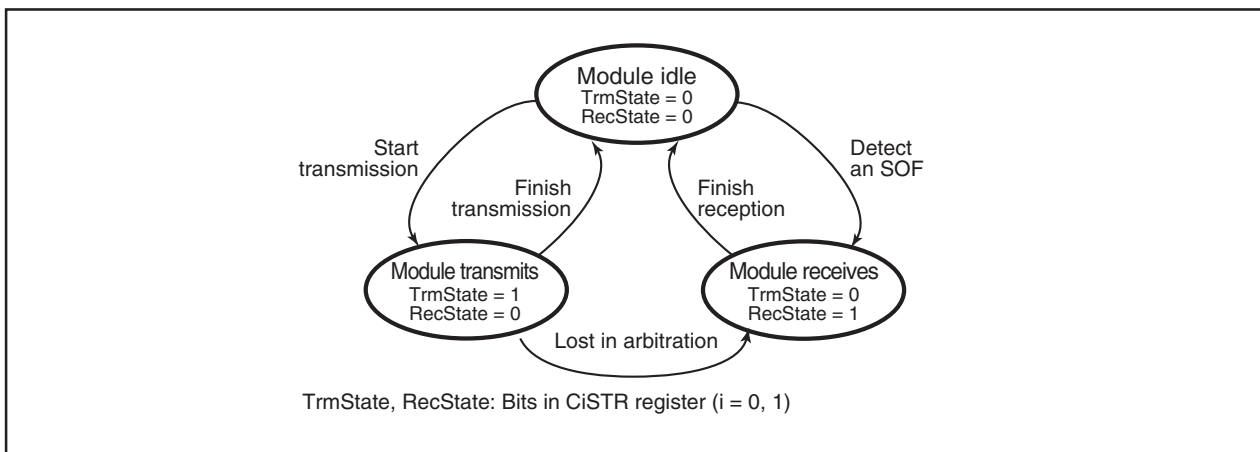 Module idle
TrmState = 0
RecState = 0
Start
transmission
Finish
transmission
Finish
reception
Detect
an SOF
Module transmits
TrmState = 1
RecState = 0
Module receives
TrmState = 0
RecState = 1
Lost in arbitration
TrmState, RecState: Bits in CiSTR register (i = 0, 1)